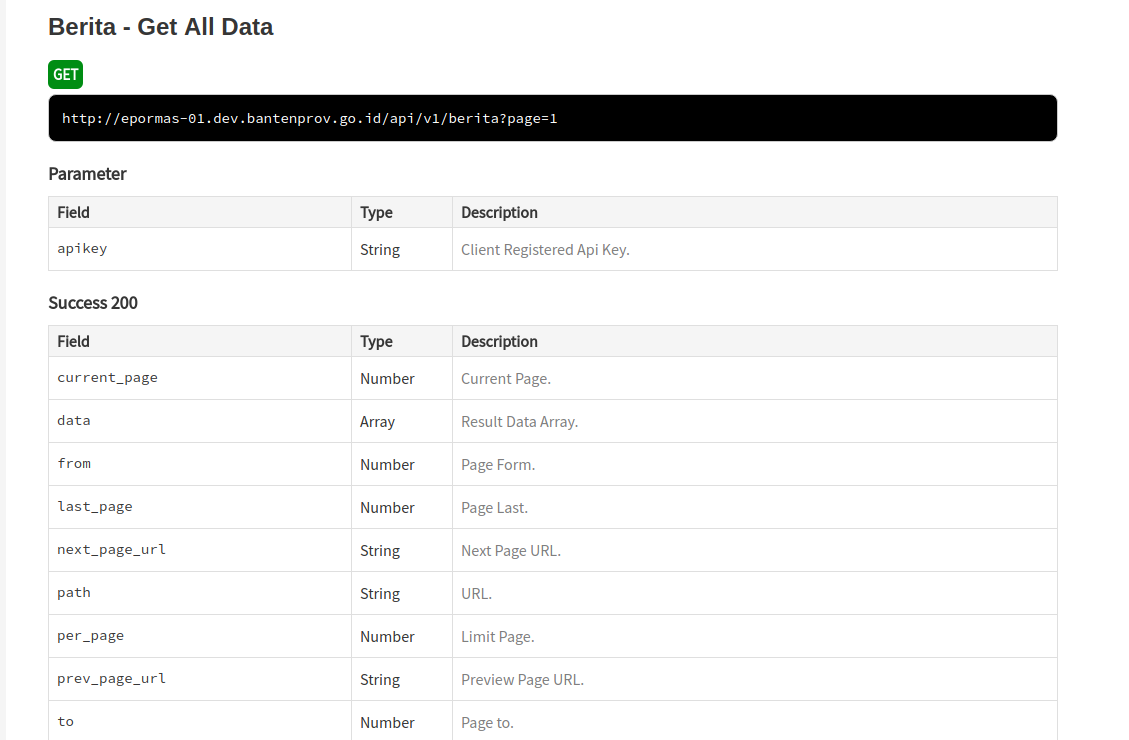 Berita - Get All Data
GET
http://epormas-01.dev.bantenprov.go.id/api/v1/berita?page=1
Parameter
Field Type Description
apikey String Client Registered Api Key.
Success 200
Field Type Description
current_page Number Current Page.
data Array Result Data Array.
from Number Page Form.
last_page Number Page Last.
next_page_url String Next Page URL.
path String URL.
per_page Number Limit Page.
prev_page_url String Preview Page URL.
to Number Page to.